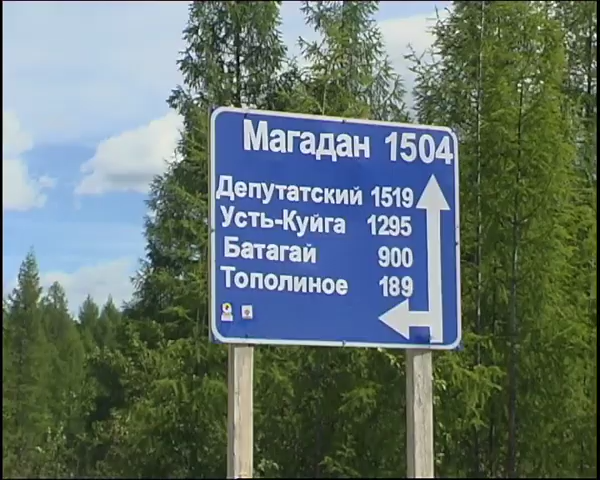 Магадан 1504
Депутатский 1519
Усть-Куйга 1295
Батагай 900
Тополиное 189